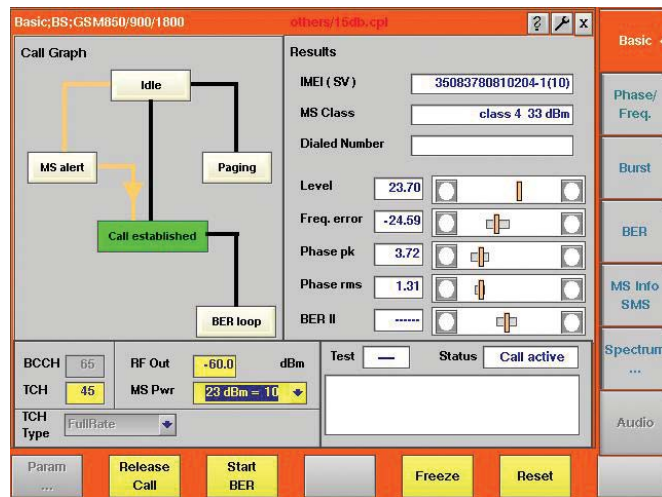 Basic;BS;GSM850/900/1800
others/15db.cpl
? x
Basic
Call Graph
Idle
MS alert
Paging
Call established
BER loop
Results
IMEI ( SV )
35083780810204-1(10)
MS Class
class 4 33 dBm
Dialed Number
Level
23.70
Freq. error
-24.59
Phase pk
3.72
Phase rms
1.31
BER II
------
Phase/
Freq.
Burst
BER
MS Info
SMS
Spectrum
...
Audio
BCCH
65
RF Out
-60.0
dBm
TCH
45
MS Pwr
23 dBm = 10
TCH
Type
FullRate
Test
—
Status
Call active
Param
...
Release
Call
Start
BER
Freeze
Reset